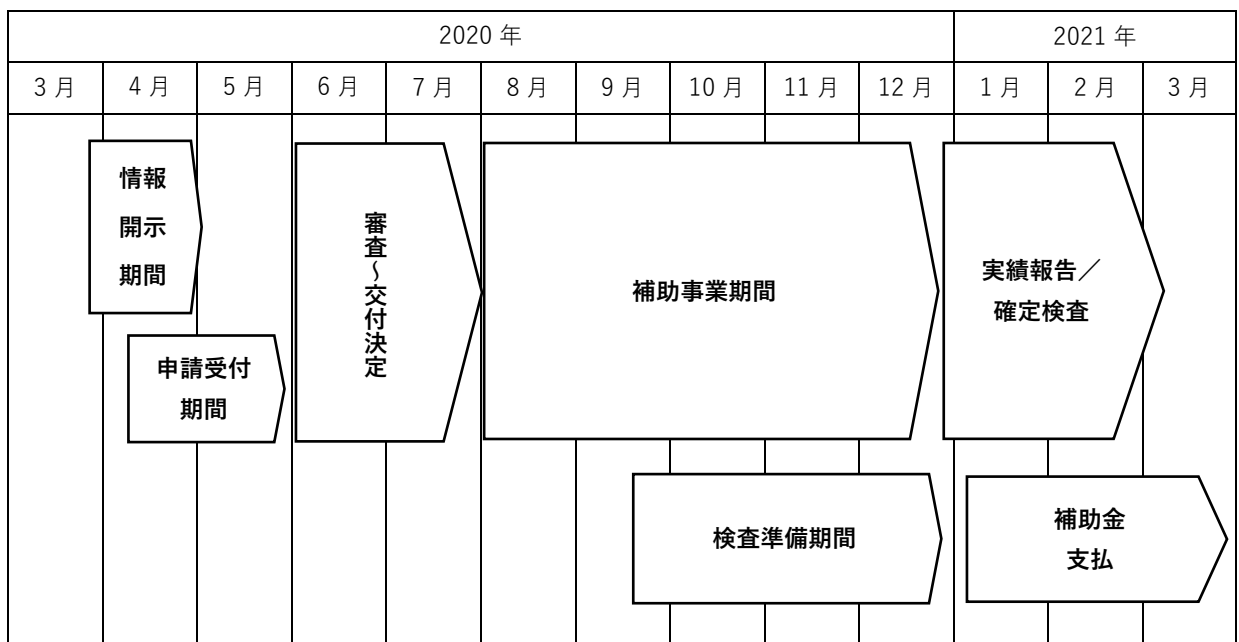 2020 年
2021 年
3 月
4 月
5 月
6 月
7 月
8 月
9 月
10 月
11 月
12 月
1 月
2 月
3 月
情報
開示
期間
申請受付
期間
審査～交付決定
補助事業期間
実績報告／
確定検査
検査準備期間
補助金
支払